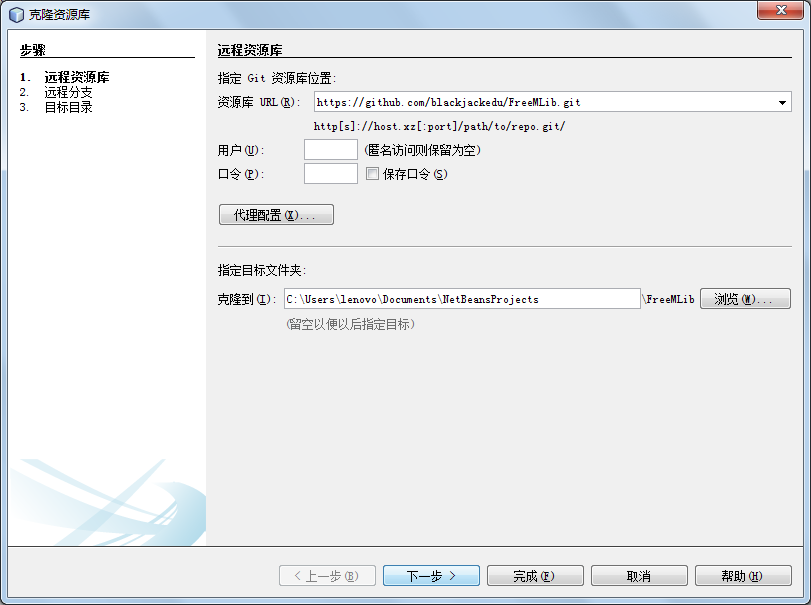 克隆资源库
步骤
1. 远程资源库
2. 远程分支
3. 目标目录
远程资源库
指定 Git 资源库位置:
资源库 URL(R): https://github.com/blackjackedu/FreeMLib.git
http[s]://host.xz[:port]/path/to/repo.git/
用户(U): (匿名访问则保留为空)
口令(P): 保存口令(S)
代理配置(X)...
指定目标文件夹:
克隆到(I): C:\Users\lenovo\Documents\NetBeansProjects \FreeMLib 浏览(W)...
(留空以便以后指定目标)
< 上一步(B) 下一步 > 完成(F) 取消 帮助(H)